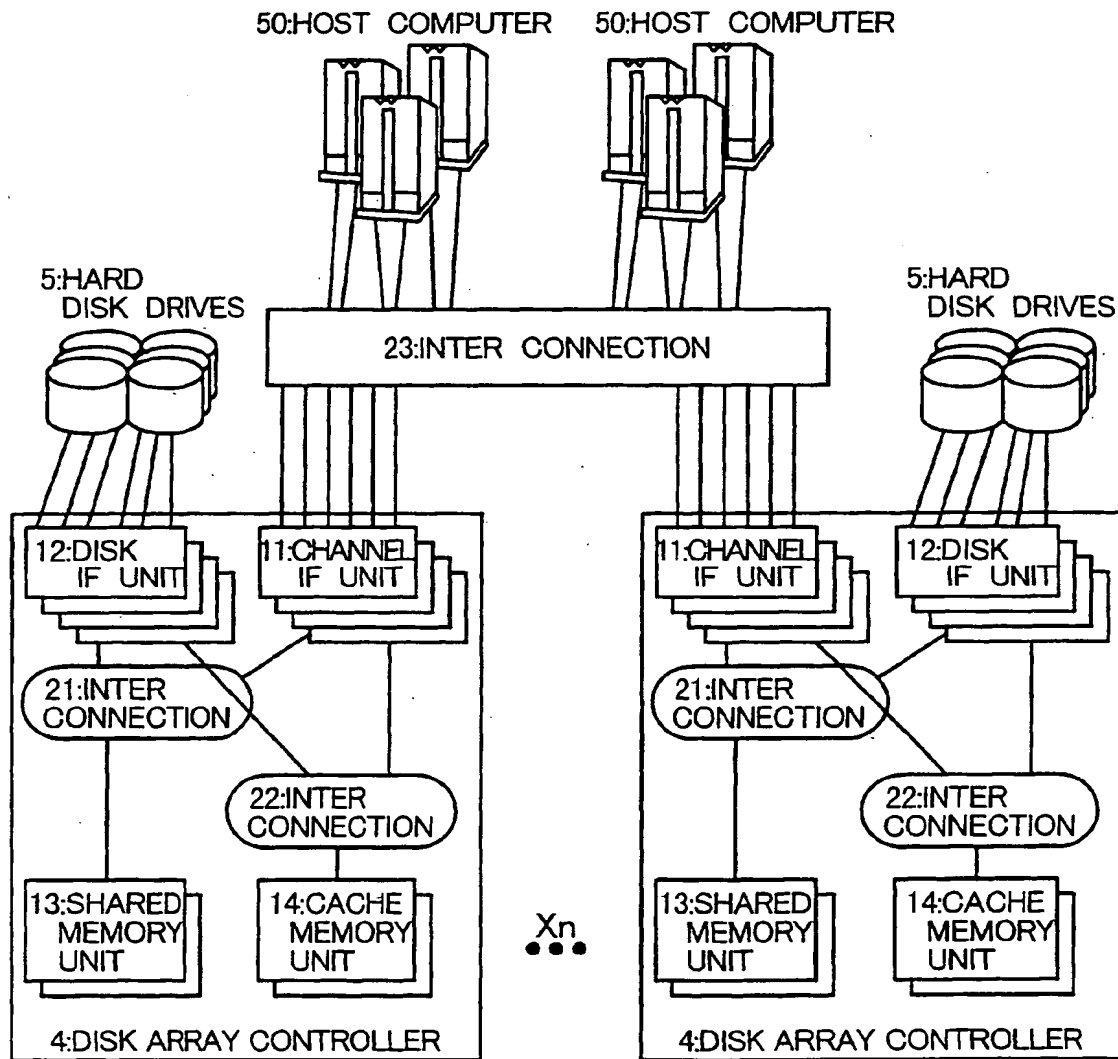 50:HOST COMPUTER
50:HOST COMPUTER
5:HARD
DISK DRIVES
5:HARD
DISK DRIVES
23:INTER CONNECTION
12:DISK
IF UNIT
11:CHANNEL
IF UNIT
11:CHANNEL
IF UNIT
12:DISK
IF UNIT
21:INTER
CONNECTION
21:INTER
CONNECTION
22:INTER
CONNECTION
22:INTER
CONNECTION
13:SHARED
MEMORY
UNIT
14:CACHE
MEMORY
UNIT
Xn
13:SHARED
MEMORY
UNIT
14:CACHE
MEMORY
UNIT
4:DISK ARRAY CONTROLLER
4:DISK ARRAY CONTROLLER